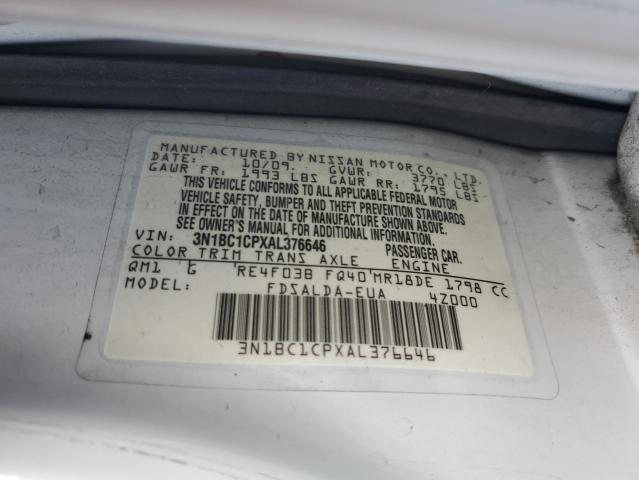 MANUFACTURED BY NISSAN MOTOR CO., LTD.
DATE: 10/09. GVWR: 3770 LBS
GAWR FR: 1993 LBS GAWR RR: 1795 LBS
THIS VEHICLE CONFORMS TO ALL APPLICABLE FEDERAL MOTOR
VEHICLE SAFETY, BUMPER AND THEFT PREVENTION STANDARDS
IN EFFECT ON THE DATE OF MANUFACTURE SHOWN ABOVE.
SEE OWNER'S MANUAL FOR ADDITIONAL INFORMATION.
VIN: 3N1BC1CPXAL376646 PASSENGER CAR.
COLOR TRIM TRANS AXLE ENGINE
QM1 G RE4F03B FQ40 MR18DE 1798 CC
MODEL: FDSALDA-EUA 4Z000
3N1BC1CPXAL376646